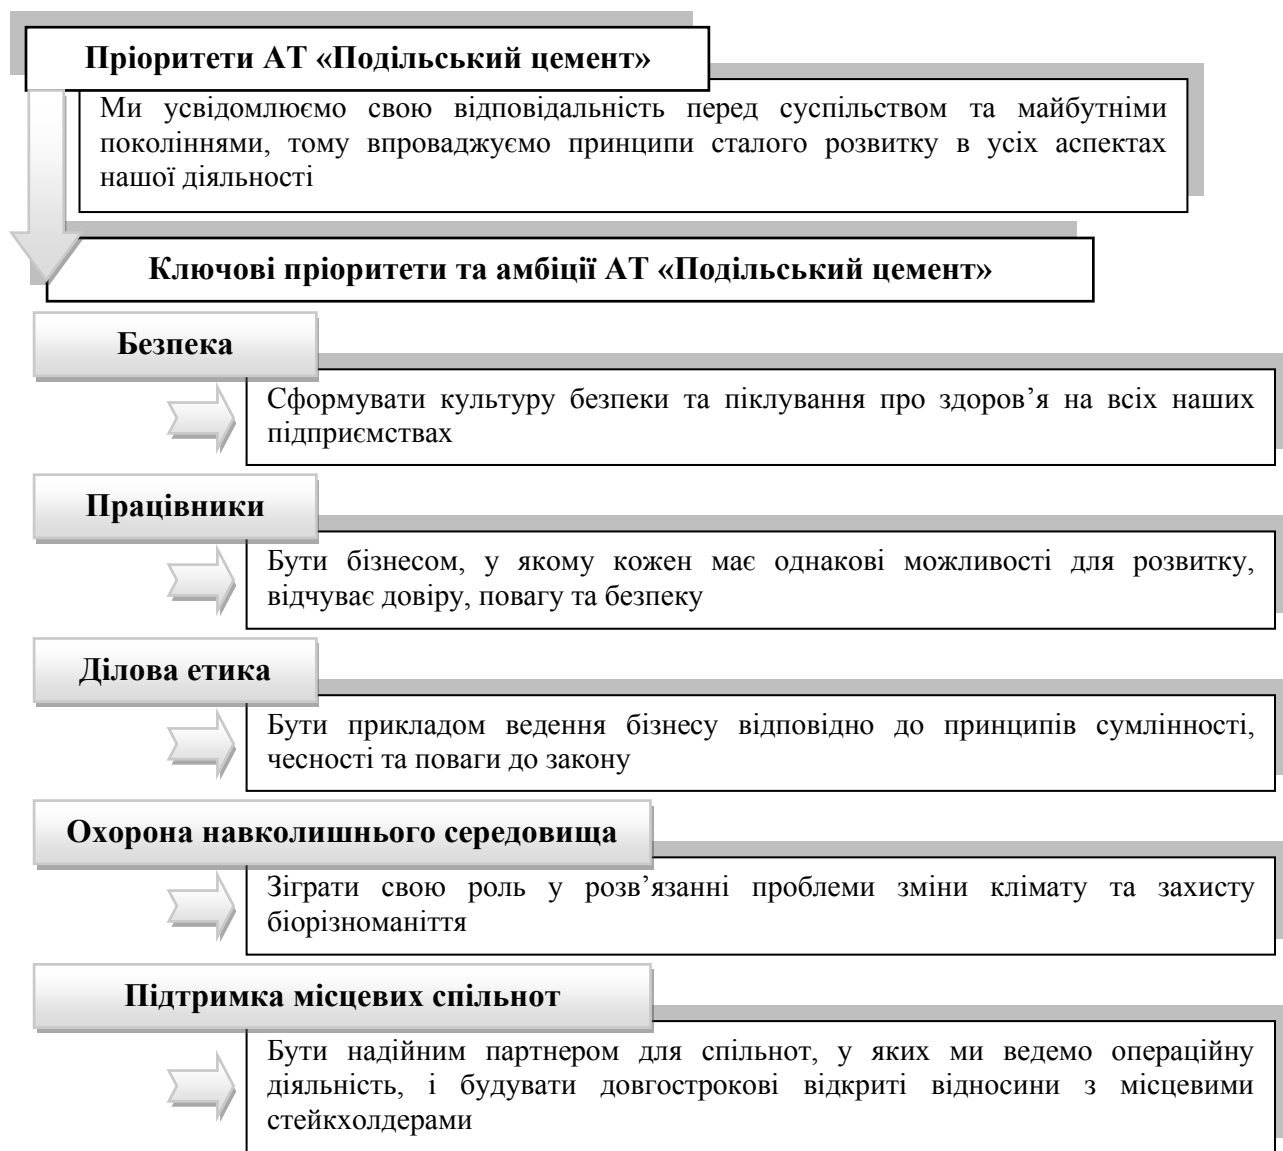 Пріоритети АТ «Подільський цемент»
Ми усвідомлюємо свою відповідальність перед суспільством та майбутніми
поколіннями, тому впроваджуємо принципи сталого розвитку в усіх аспектах
нашої діяльності
Ключові пріоритети та амбіції АТ «Подільський цемент»
Безпека
Сформувати культуру безпеки та піклування про здоров’я на всіх наших
підприємствах
Працівники
Бути бізнесом, у якому кожен має однакові можливості для розвитку,
відчуває довіру, повагу та безпеку
Ділова етика
Бути прикладом ведення бізнесу відповідно до принципів сумлінності,
чесності та поваги до закону
Охорона навколишнього середовища
Зіграти свою роль у розв’язанні проблеми зміни клімату та захисту
біорізноманіття
Підтримка місцевих спільнот
Бути надійним партнером для спільнот, у яких ми ведемо операційну
діяльність, і будувати довгострокові відкриті відносини з місцевими
стейкхолдерами